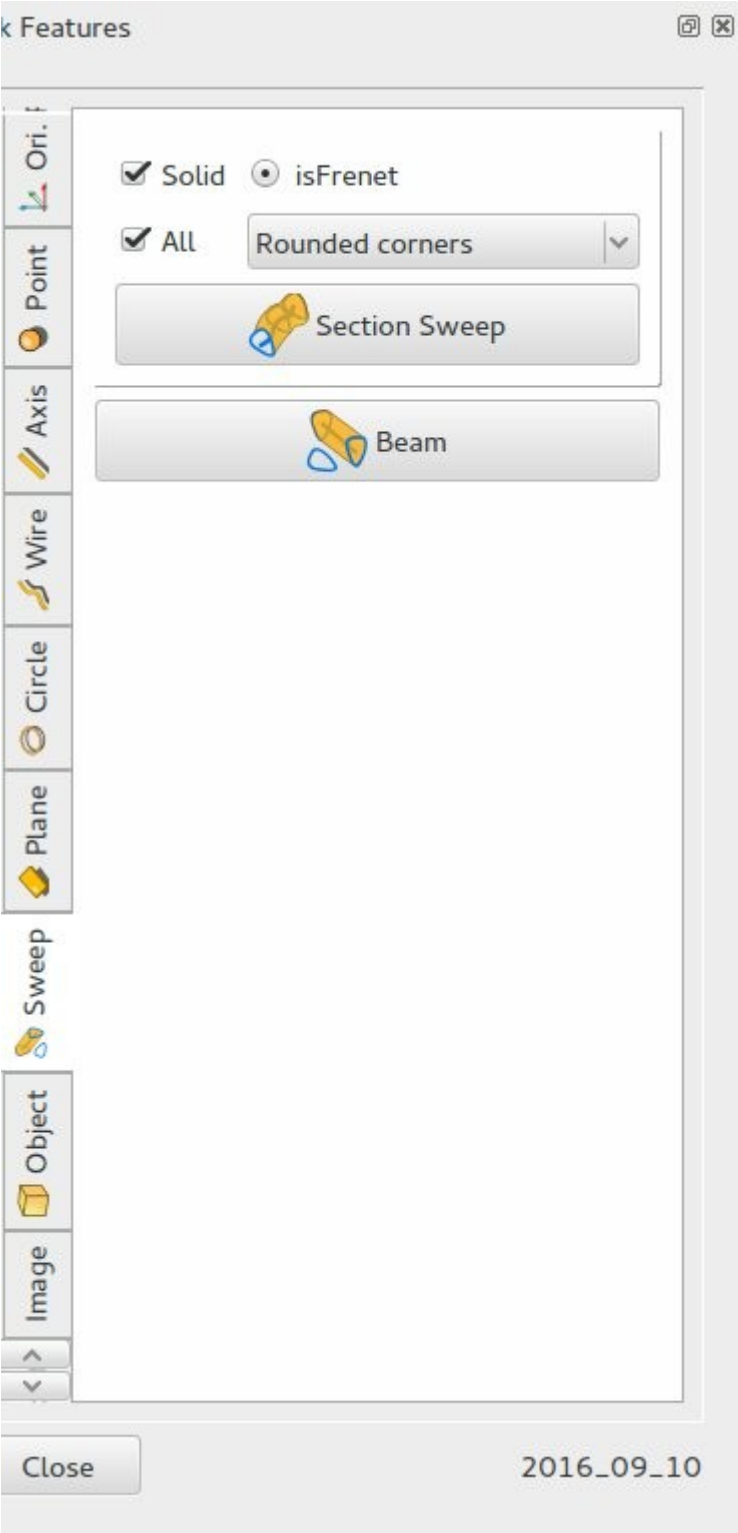 k Features
Ori.
Point
Axis
Wire
Circle
Plane
Sweep
Object
Image
Solid isFrenet
All Rounded corners
Section Sweep
Beam
Close 2016_09_10